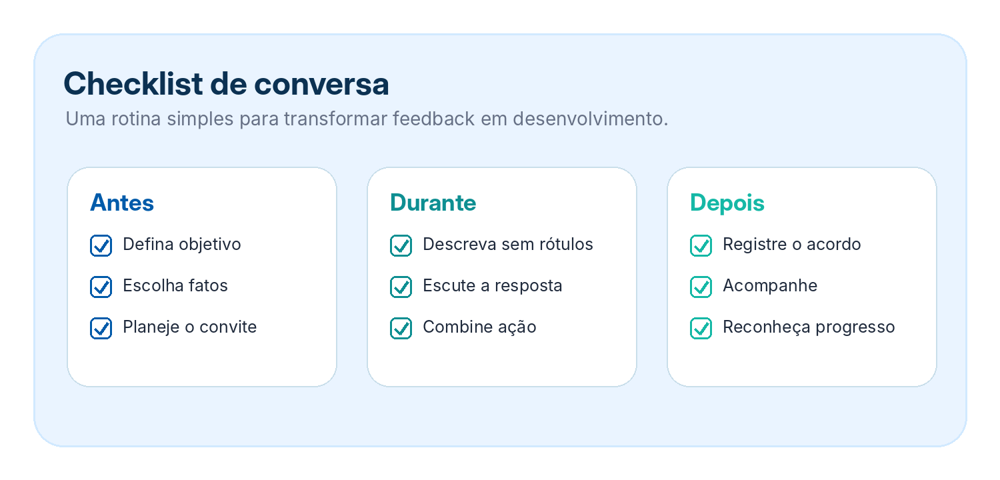 Checklist de conversa
Uma rotina simples para transformar feedback em desenvolvimento.
Antes
Defina objetivo
Escolha fatos
Planeje o convite
Durante
Descreva sem rótulos
Escute a resposta
Combine ação
Depois
Registre o acordo
Acompanhe
Reconheça progresso